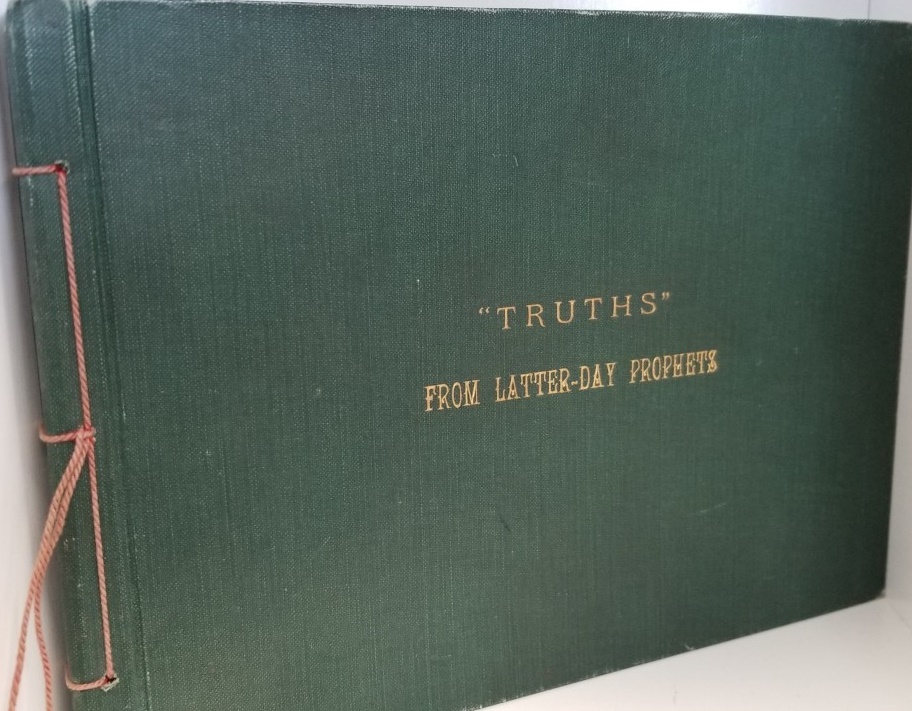 “TRUTHS”
FROM LATTER-DAY PROPHETS